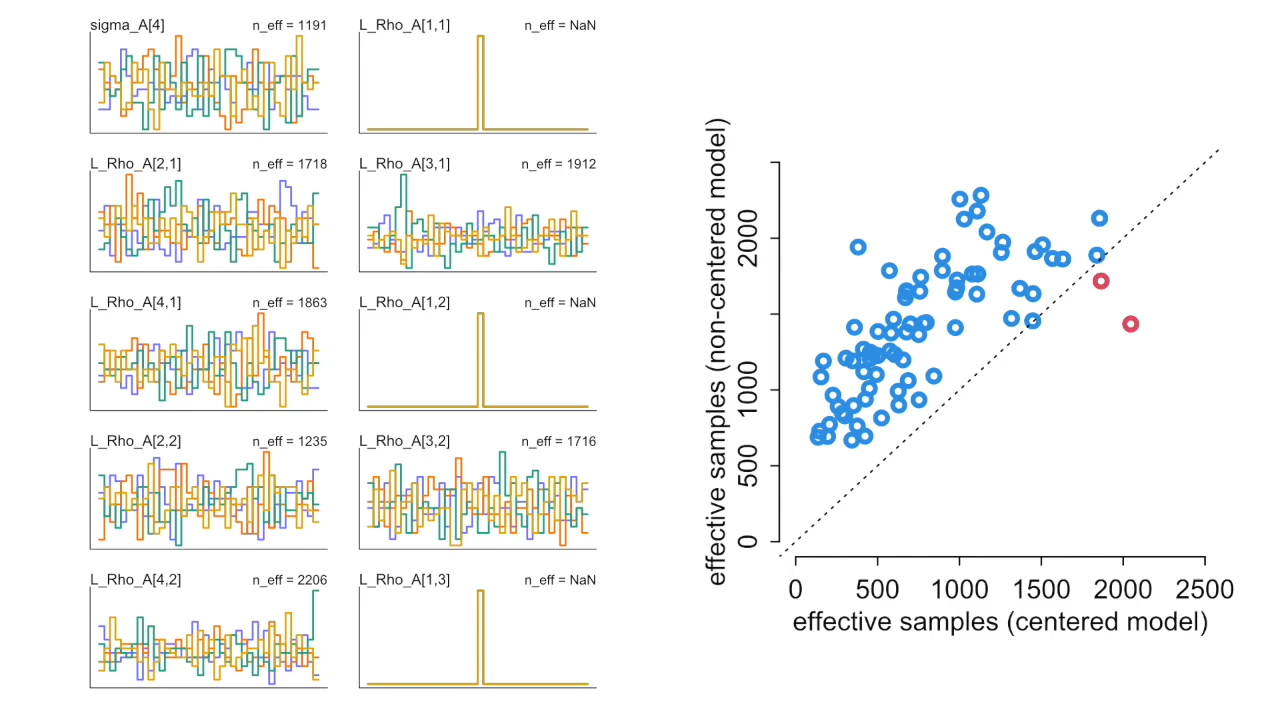 sigma_A[4] n_eff = 1191
L_Rho_A[1,1] n_eff = NaN
L_Rho_A[2,1] n_eff = 1718
L_Rho_A[3,1] n_eff = 1912
L_Rho_A[4,1] n_eff = 1863
L_Rho_A[1,2] n_eff = NaN
L_Rho_A[2,2] n_eff = 1235
L_Rho_A[3,2] n_eff = 1716
L_Rho_A[4,2] n_eff = 2206
L_Rho_A[1,3] n_eff = NaN
effective samples (non-centered model)
0 500 1000 2000
0 500 1000 1500 2000 2500
effective samples (centered model)